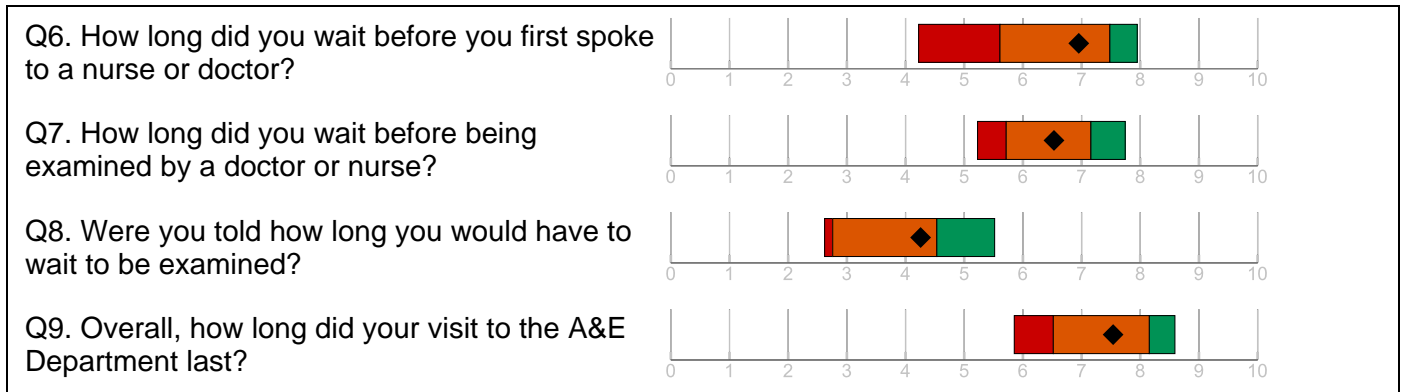 Q6. How long did you wait before you first spoke
to a nurse or doctor?
0 1 2 3 4 5 6 7 8 9 10
Q7. How long did you wait before being
examined by a doctor or nurse?
0 1 2 3 4 5 6 7 8 9 10
Q8. Were you told how long you would have to
wait to be examined?
0 1 2 3 4 5 6 7 8 9 10
Q9. Overall, how long did your visit to the A&E
Department last?
0 1 2 3 4 5 6 7 8 9 10